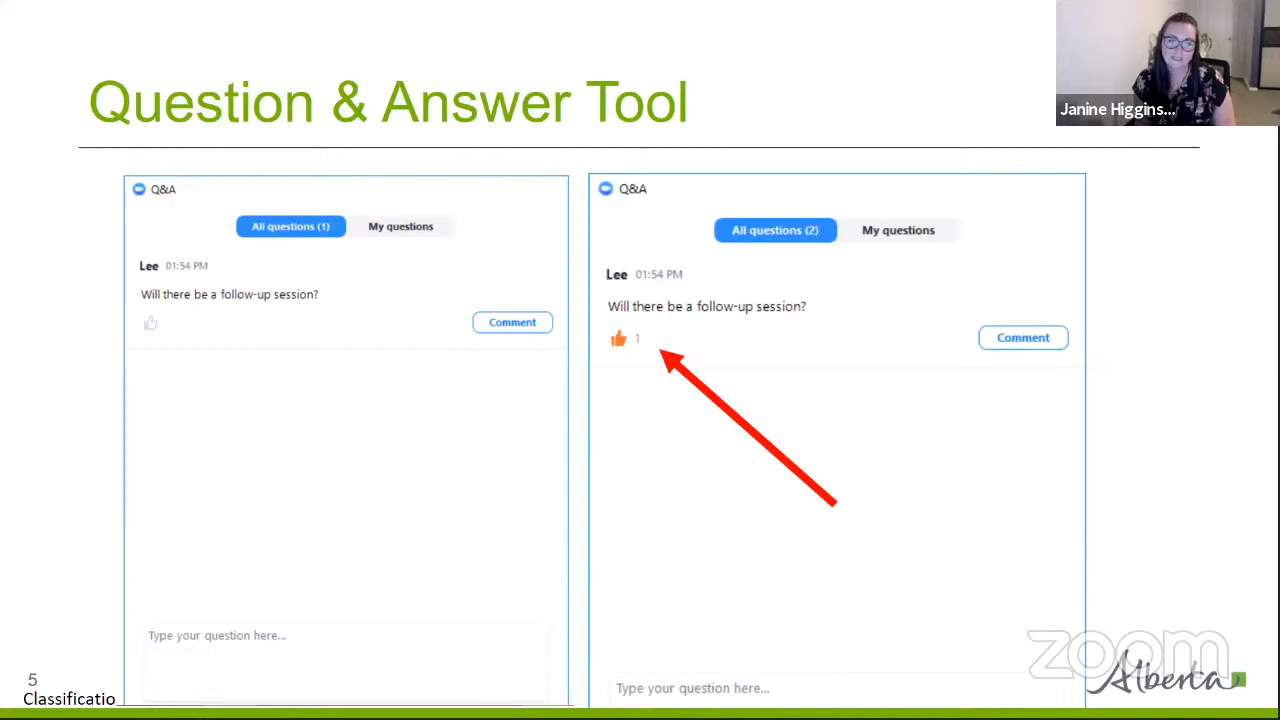 Question & Answer Tool
Janine Higgins...
Q&A
All questions (1) My questions
Lee 01:54 PM
Will there be a follow-up session?
Comment
Type your question here...
Q&A
All questions (2) My questions
Lee 01:54 PM
Will there be a follow-up session?
1
Comment
Type your question here...
zoom
Alberta
5
Classificatio